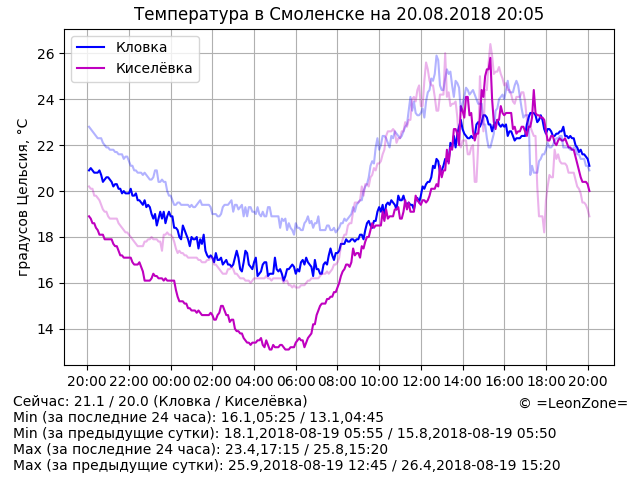 Температура в Смоленске на 20.08.2018 20:05
Кловка
Киселёвка
градусов Цельсия, °C
26
24
22
20
18
16
14
20:00 22:00 00:00 02:00 04:00 06:00 08:00 10:00 12:00 14:00 16:00 18:00 20:00
Сейчас: 21.1 / 20.0 (Кловка / Киселёвка)
© =LeonZone=
Min (за последние 24 часа): 16.1,05:25 / 13.1,04:45
Min (за предыдущие сутки): 18.1,2018-08-19 05:55 / 15.8,2018-08-19 05:50
Max (за последние 24 часа): 23.4,17:15 / 25.8,15:20
Max (за предыдущие сутки): 25.9,2018-08-19 12:45 / 26.4,2018-08-19 15:20